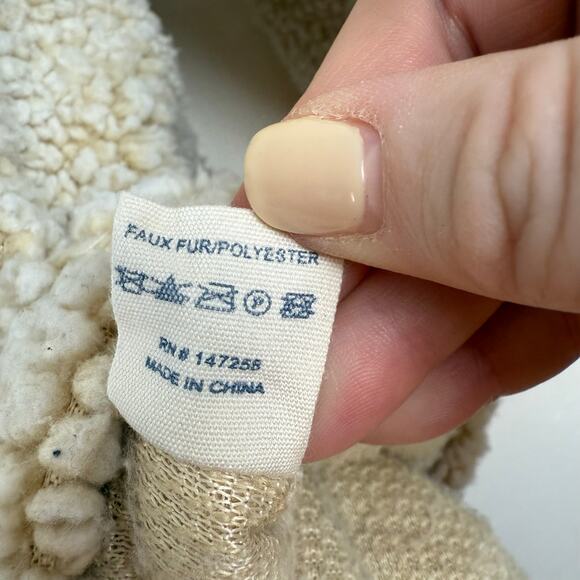 FAUX FUR/POLYESTER
P
RN # 147258
MADE IN CHINA